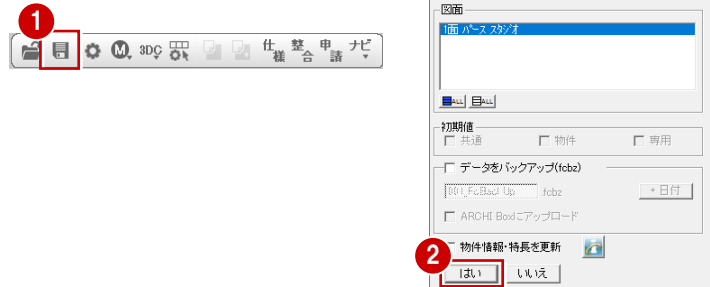 1
3DC
仕様
整合
申請
ナビ
図面
1面 パース スタジオ
ALL
ALL
初期値
共通
物件
専用
データをバックアップ(fcbz)
.fcbz
+日付
ARCHI Boxにアップロード
物件情報・特長を更新
2
はい
いいえ